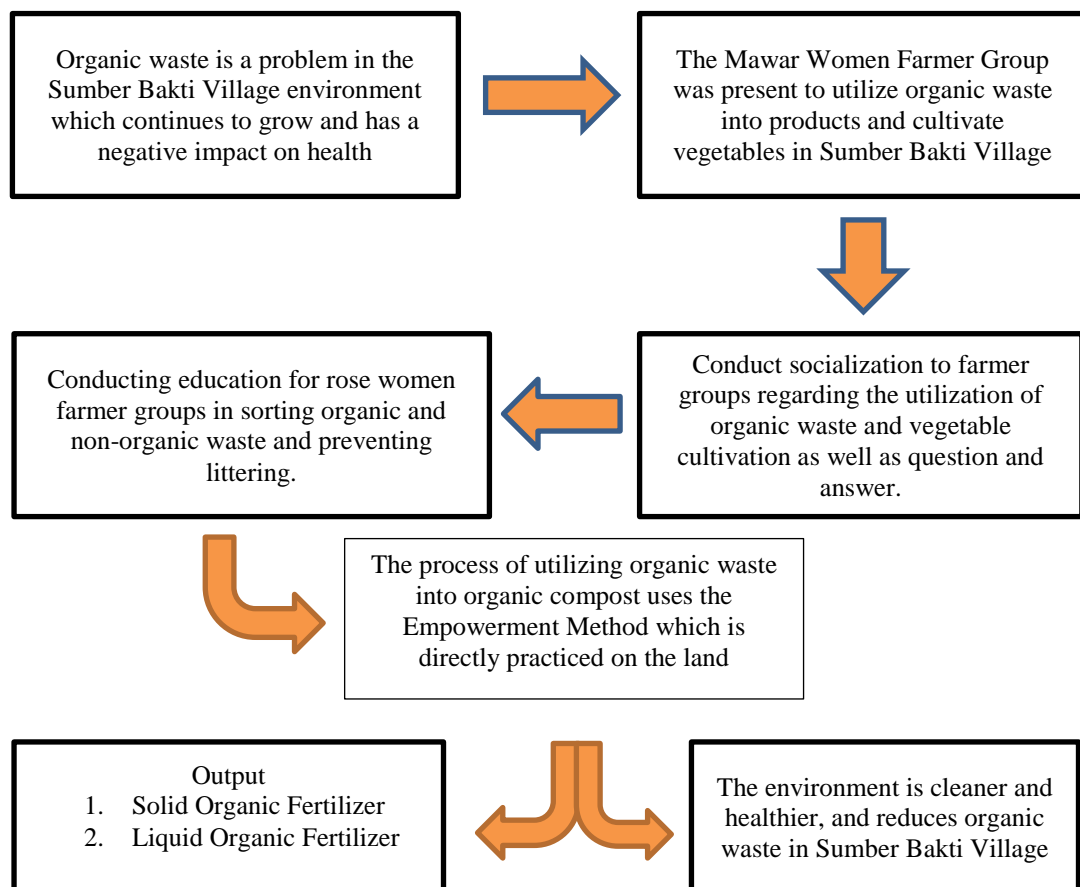 Organic waste is a problem in the
Sumber Bakti Village environment
which continues to grow and has a
negative impact on health
The Mawar Women Farmer Group
was present to utilize organic waste
into products and cultivate
vegetables in Sumber Bakti Village
Conduct socialization to farmer
groups regarding the utilization of
organic waste and vegetable
cultivation as well as question and
answer.
Conducting education for rose women
farmer groups in sorting organic and
non-organic waste and preventing
littering.
The process of utilizing organic waste
into organic compost uses the
Empowerment Method which is
directly practiced on the land
Output
1. Solid Organic Fertilizer
2. Liquid Organic Fertilizer
The environment is cleaner and
healthier, and reduces organic
waste in Sumber Bakti Village